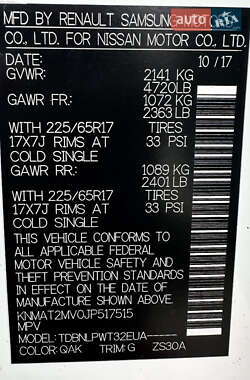 MFD BY RENAULT SAMSUNG MOTOR
CO., LTD. FOR NISSAN MOTOR CO., LTD.
DATE: 10/17
GVWR: 2141 KG
4720LB
GAWR FR: 1072 KG
2363 LB
WITH 225/65R17 TIRES
17X7J RIMS AT 33 PSI
COLD SINGLE
GAWR RR: 1089 KG
2401LB
WITH 225/65R17 TIRES
17X7J RIMS AT 33 PSI
COLD SINGLE
THIS VEHICLE CONFORMS TO
ALL APPLICABLE FEDERAL
MOTOR VEHICLE SAFETY AND
THEFT PREVENTION STANDARDS
IN EFFECT ON THE DATE OF
MANUFACTURE SHOWN ABOVE.
KNMAT2MV0JP517515
MPV
MODEL: TDBNLPWT32EUA-----
COLOR: QAK TRIM: G ZS30A
auto RIA